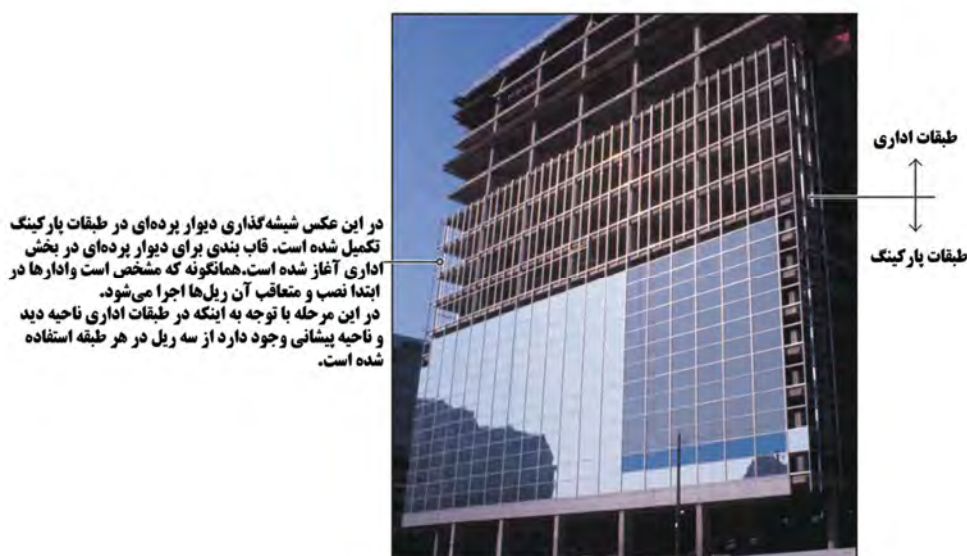 طبقات اداری
طبقات پارکینگ
در این عکس شیشه‌گذاری دیوار پرده‌ای در طبقات پارکینگ
تکمیل شده است. قاب بندی برای دیوار پرده‌ای در بخش
اداری آغاز شده است.همانگونه که مشخص است وادارها در
ابتدا نصب و متعاقب آن ریل‌ها اجرا می‌شود.
در این مرحله با توجه به اینکه در طبقات اداری ناحیه دید
و ناحیه پیشانی وجود دارد از سه ریل در هر طبقه استفاده
شده است.